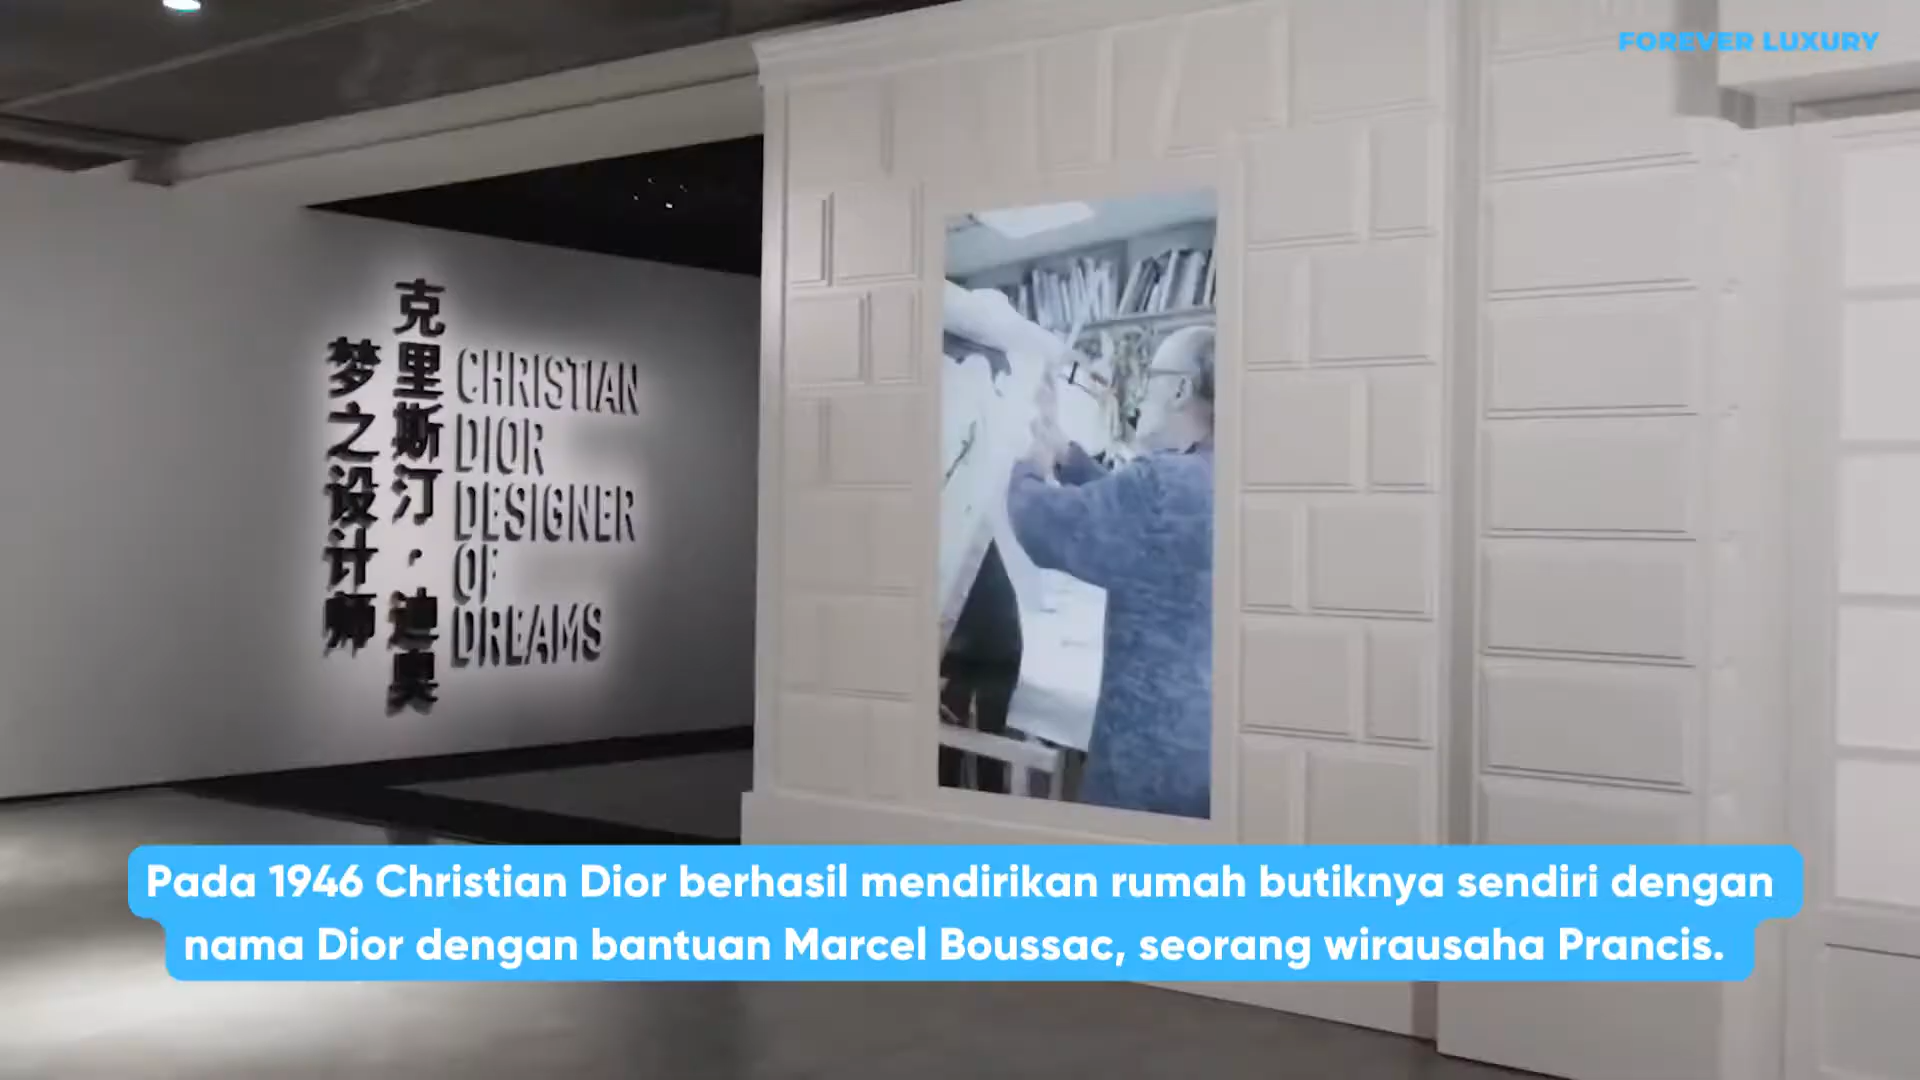 FOREVER LUXURY
克里斯汀·迪奥
梦之设计师
CHRISTIAN
DIOR
DESIGNER
OF
DREAMS
Pada 1946 Christian Dior berhasil mendirikan rumah butiknya sendiri dengan
nama Dior dengan bantuan Marcel Boussac, seorang wirausaha Prancis.